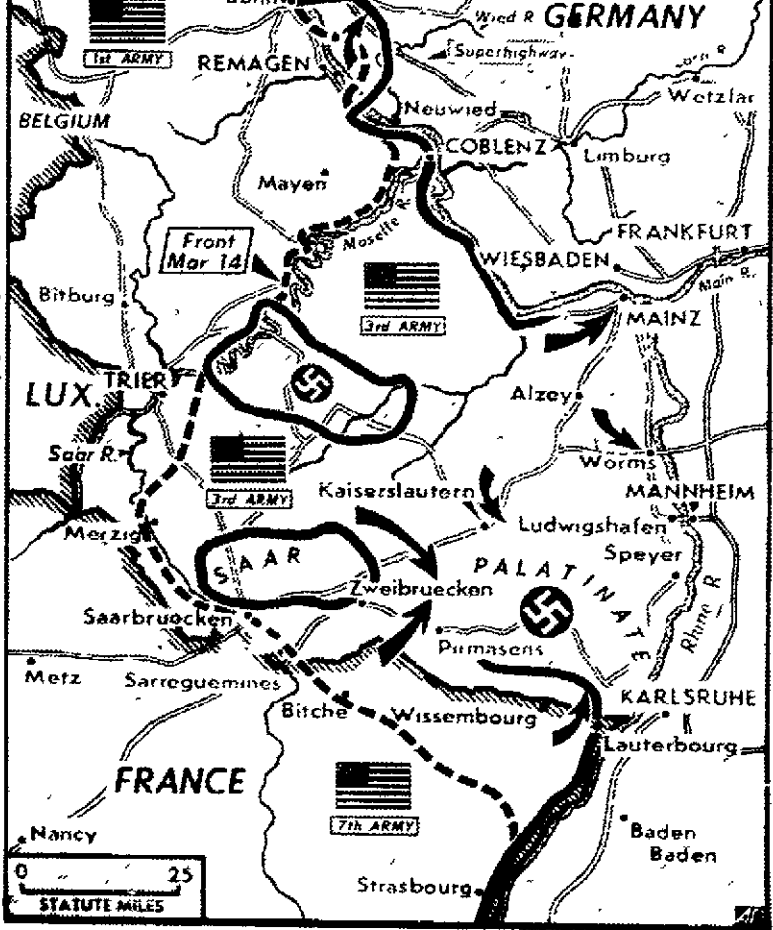 Wied R
GERMANY
1st ARMY
REMAGEN
Superhighway
Wetzlar
BELGIUM
Neuwied
COBLENZ
Limburg
Mayen
Moselle R.
Front
Mar 14
FRANKFURT
WIESBADEN
Main R.
Bitburg
3rd ARMY
MAINZ
TRIER
LUX.
Alzey
Saar R.
Worms
3rd ARMY
Kaiserslautern
MANNHEIM
Merzig
Ludwigshafen
Speyer
SAAR
PALATINATE
Zweibruecken
Rhine R
Saarbruecken
Pirmasens
Metz
Sarreguemines
KARLSRUHE
Bitche
Wissembourg
Lauterbourg
FRANCE
7th ARMY
Nancy
Baden
Baden
0 25
STATUTE MILES
Strasbourg